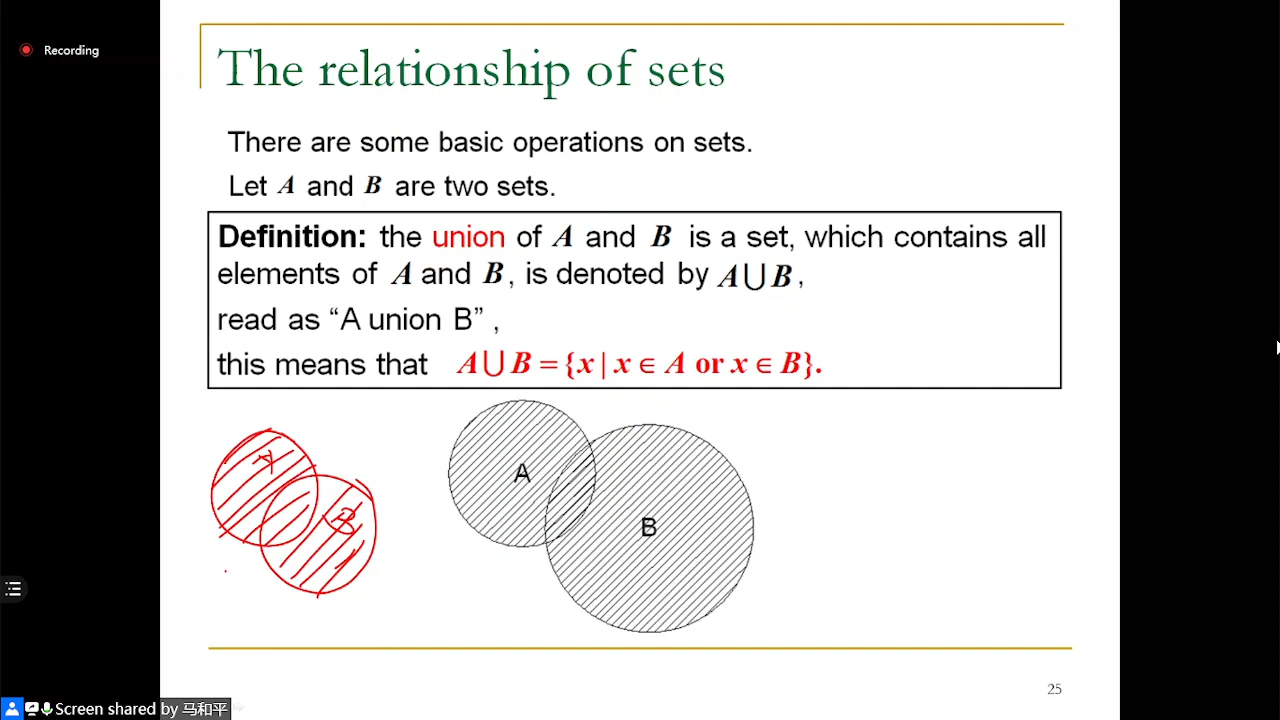 Recording
The relationship of sets
There are some basic operations on sets.
Let A and B are two sets.
Definition: the union of A and B is a set, which contains all
elements of A and B, is denoted by A⋃B,
read as “A union B” ,
this means that A⋃B = {x | x ∈ A or x ∈ B}.
A
B
A
B
25
Screen shared by 马和平